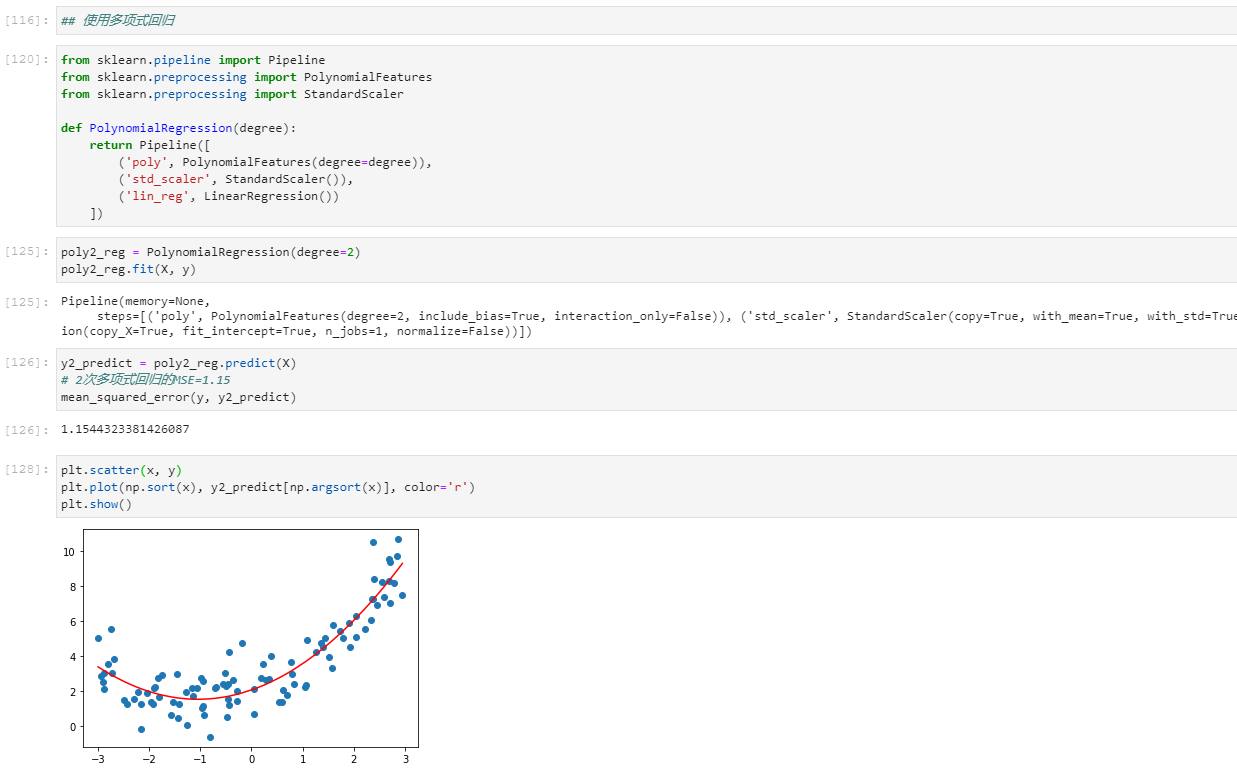 [116]: ## 使用多项式回归
[120]: from sklearn.pipeline import Pipeline
from sklearn.preprocessing import PolynomialFeatures
from sklearn.preprocessing import StandardScaler
def PolynomialRegression(degree):
    return Pipeline([
        ('poly', PolynomialFeatures(degree=degree)),
        ('std_scaler', StandardScaler()),
        ('lin_reg', LinearRegression())
    ])
[125]: poly2_reg = PolynomialRegression(degree=2)
poly2_reg.fit(X, y)
[125]: Pipeline(memory=None,
     steps=[('poly', PolynomialFeatures(degree=2, include_bias=True, interaction_only=False)), ('std_scaler', StandardScaler(copy=True, with_mean=True, with_std=True
ion(copy_X=True, fit_intercept=True, n_jobs=1, normalize=False))])
[126]: y2_predict = poly2_reg.predict(X)
# 2次多项式回归的MSE=1.15
mean_squared_error(y, y2_predict)
[126]: 1.1544323381426087
[128]: plt.scatter(x, y)
plt.plot(np.sort(x), y2_predict[np.argsort(x)], color='r')
plt.show()
10
8
6
4
2
0
−3 −2 −1 0 1 2 3